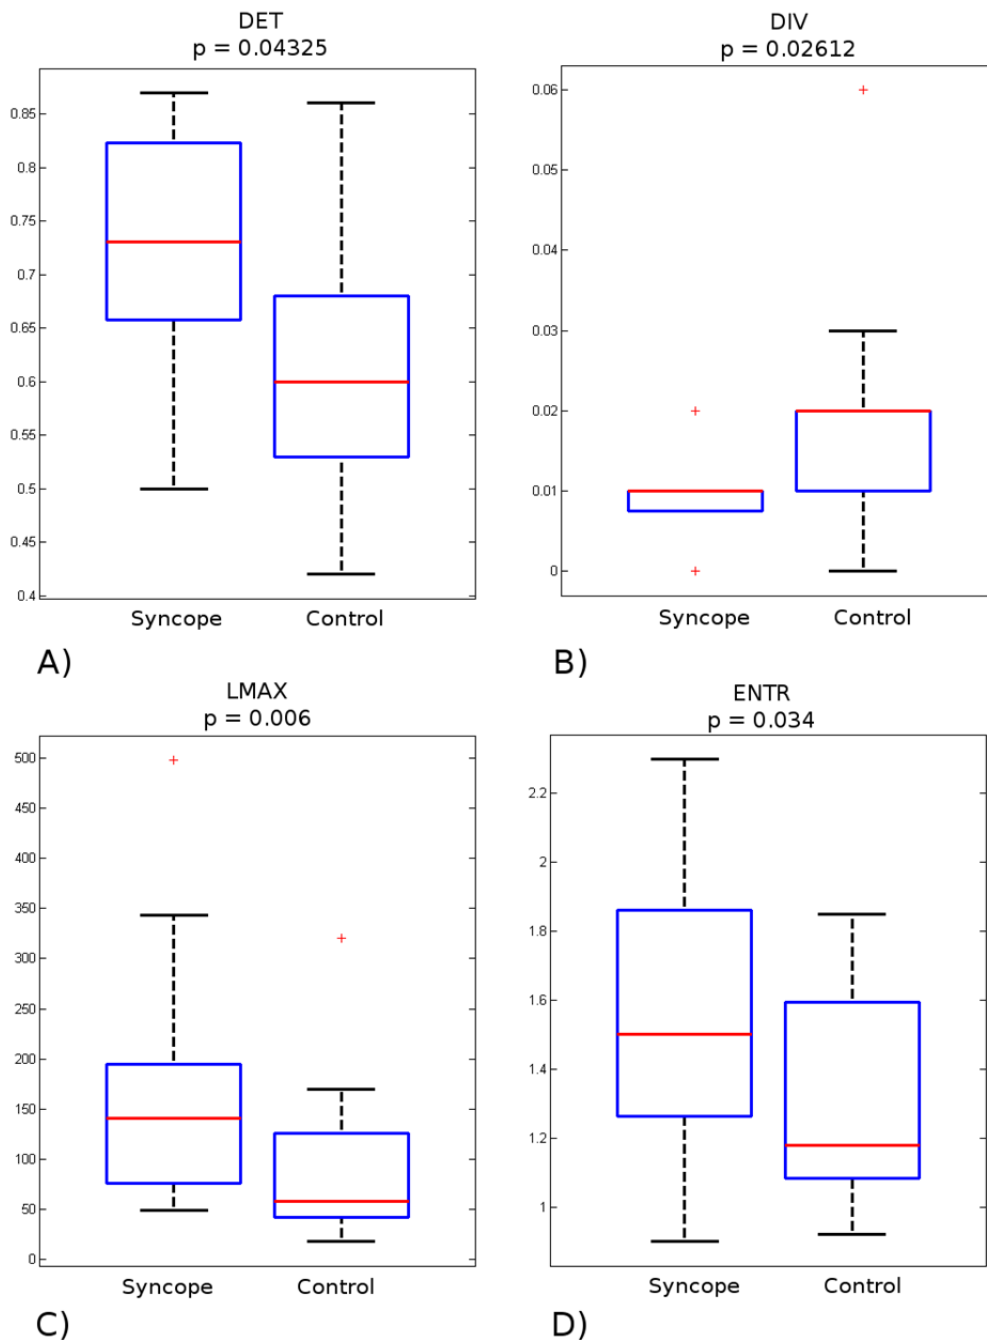 DET
p = 0.04325
0.85
0.8
0.75
0.7
0.65
0.6
0.55
0.5
0.45
0.4
Syncope Control
A)
DIV
p = 0.02612
0.06
0.05
0.04
0.03
0.02
0.01
0
Syncope Control
B)
LMAX
p = 0.006
500
450
400
350
300
250
200
150
100
50
0
Syncope Control
C)
ENTR
p = 0.034
2.2
2
1.8
1.6
1.4
1.2
1
Syncope Control
D)